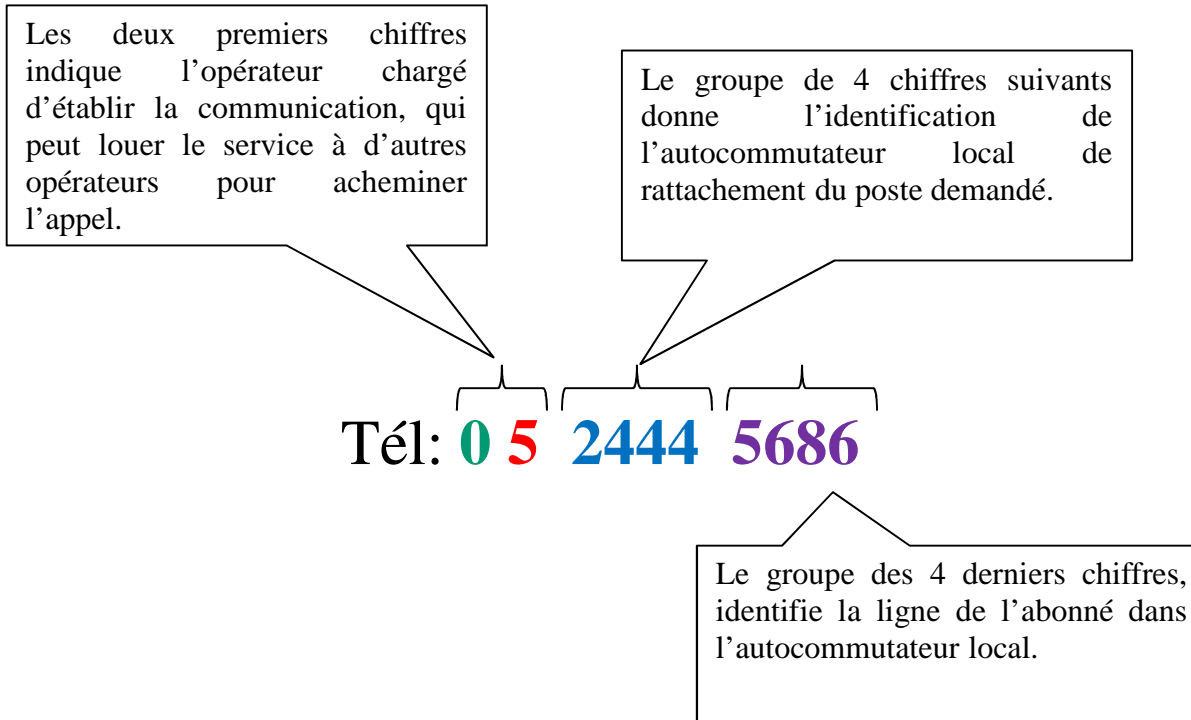 Les deux premiers chiffres
indique l’opérateur chargé
d’établir la communication, qui
peut louer le service à d’autres
opérateurs pour acheminer
l’appel.
Le groupe de 4 chiffres suivants
donne l’identification de
l’autocommutateur local de
rattachement du poste demandé.
Tél: 0 5 2444 5686
Le groupe des 4 derniers chiffres,
identifie la ligne de l’abonné dans
l’autocommutateur local.